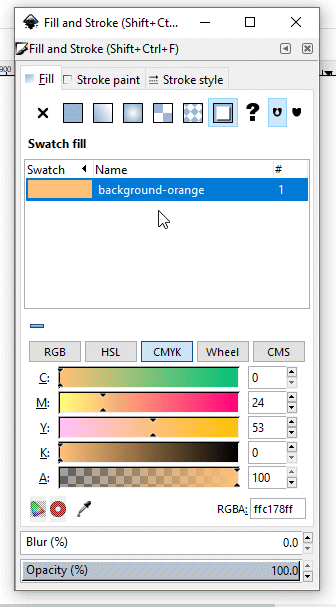 Fill and Stroke (Shift+Ct...
900
Fill and Stroke (Shift+Ctrl+F)
Fill Stroke paint Stroke style
?
Swatch fill
Swatch Name #
background-orange 1
RGB HSL CMYK Wheel CMS
C: 0
M: 24
Y: 53
K: 0
A: 100
RGBA: ffc178ff
Blur (%) 0.0
Opacity (%) 100.0